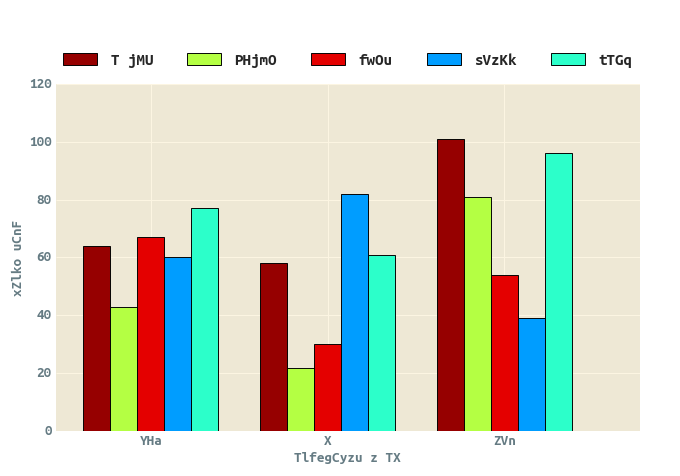 T jMU PHjmO fwOu sVzKk tTGq
120
100
80
60
40
20
0
xZlko uCnF
YHa X ZVn
TlfegCyzu z TX